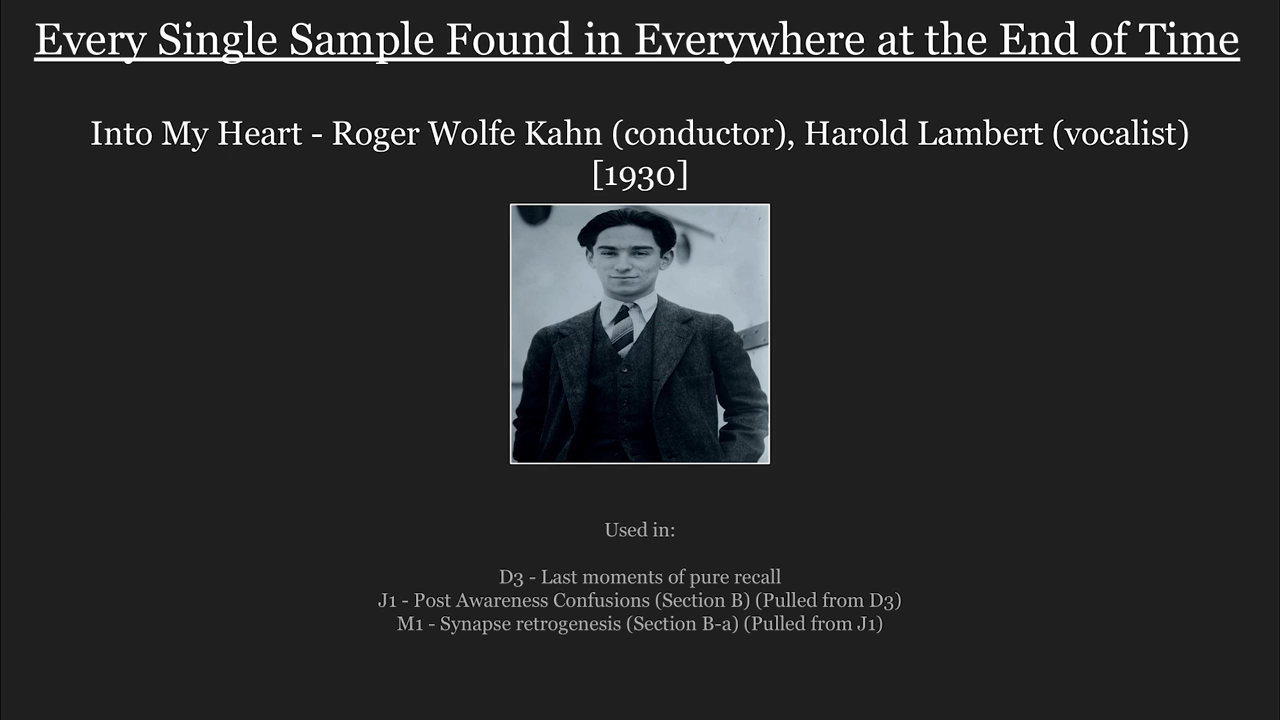 Every Single Sample Found in Everywhere at the End of Time
Into My Heart - Roger Wolfe Kahn (conductor), Harold Lambert (vocalist)
[1930]
Used in:
D3 - Last moments of pure recall
J1 - Post Awareness Confusions (Section B) (Pulled from D3)
M1 - Synapse retrogenesis (Section B-a) (Pulled from J1)